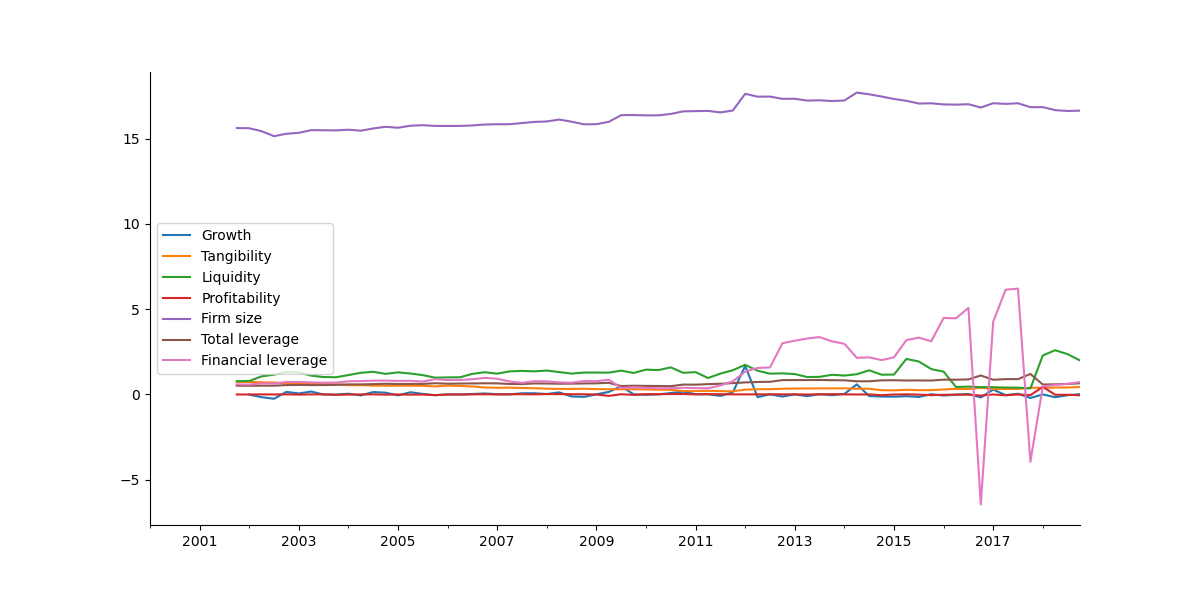 15
10
5
0
−5
Growth
Tangibility
Liquidity
Profitability
Firm size
Total leverage
Financial leverage
2001 2003 2005 2007 2009 2011 2013 2015 2017